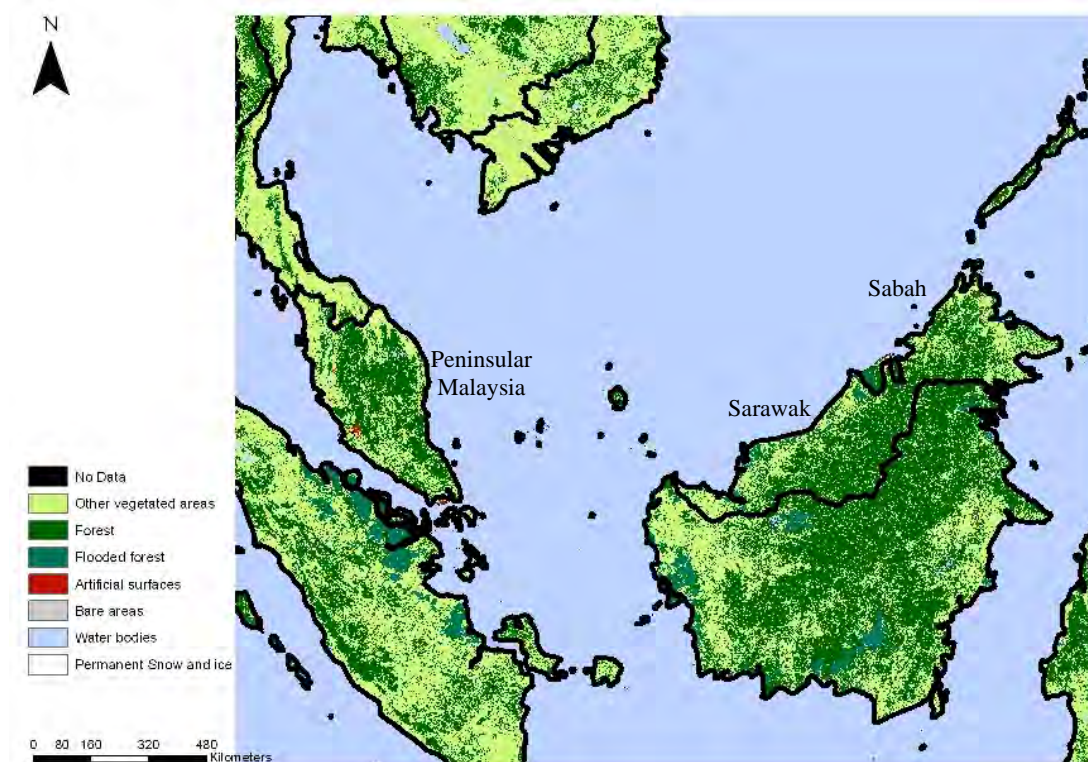 N
Sabah
Peninsular
Malaysia
Sarawak
No Data
Other vegetated areas
Forest
Flooded forest
Artificial surfaces
Bare areas
Water bodies
Permanent Snow and ice
0 80 160 320 480
Kilometers